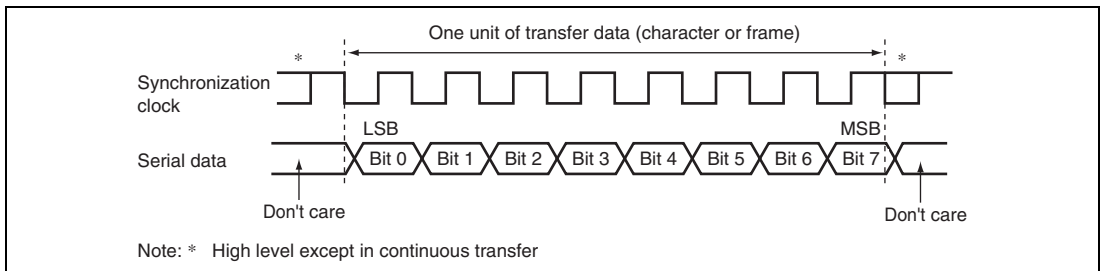 One unit of transfer data (character or frame)
* *
Synchronization
clock
LSB MSB
Serial data Bit 0 Bit 1 Bit 2 Bit 3 Bit 4 Bit 5 Bit 6 Bit 7
Don't care Don't care
Note: * High level except in continuous transfer